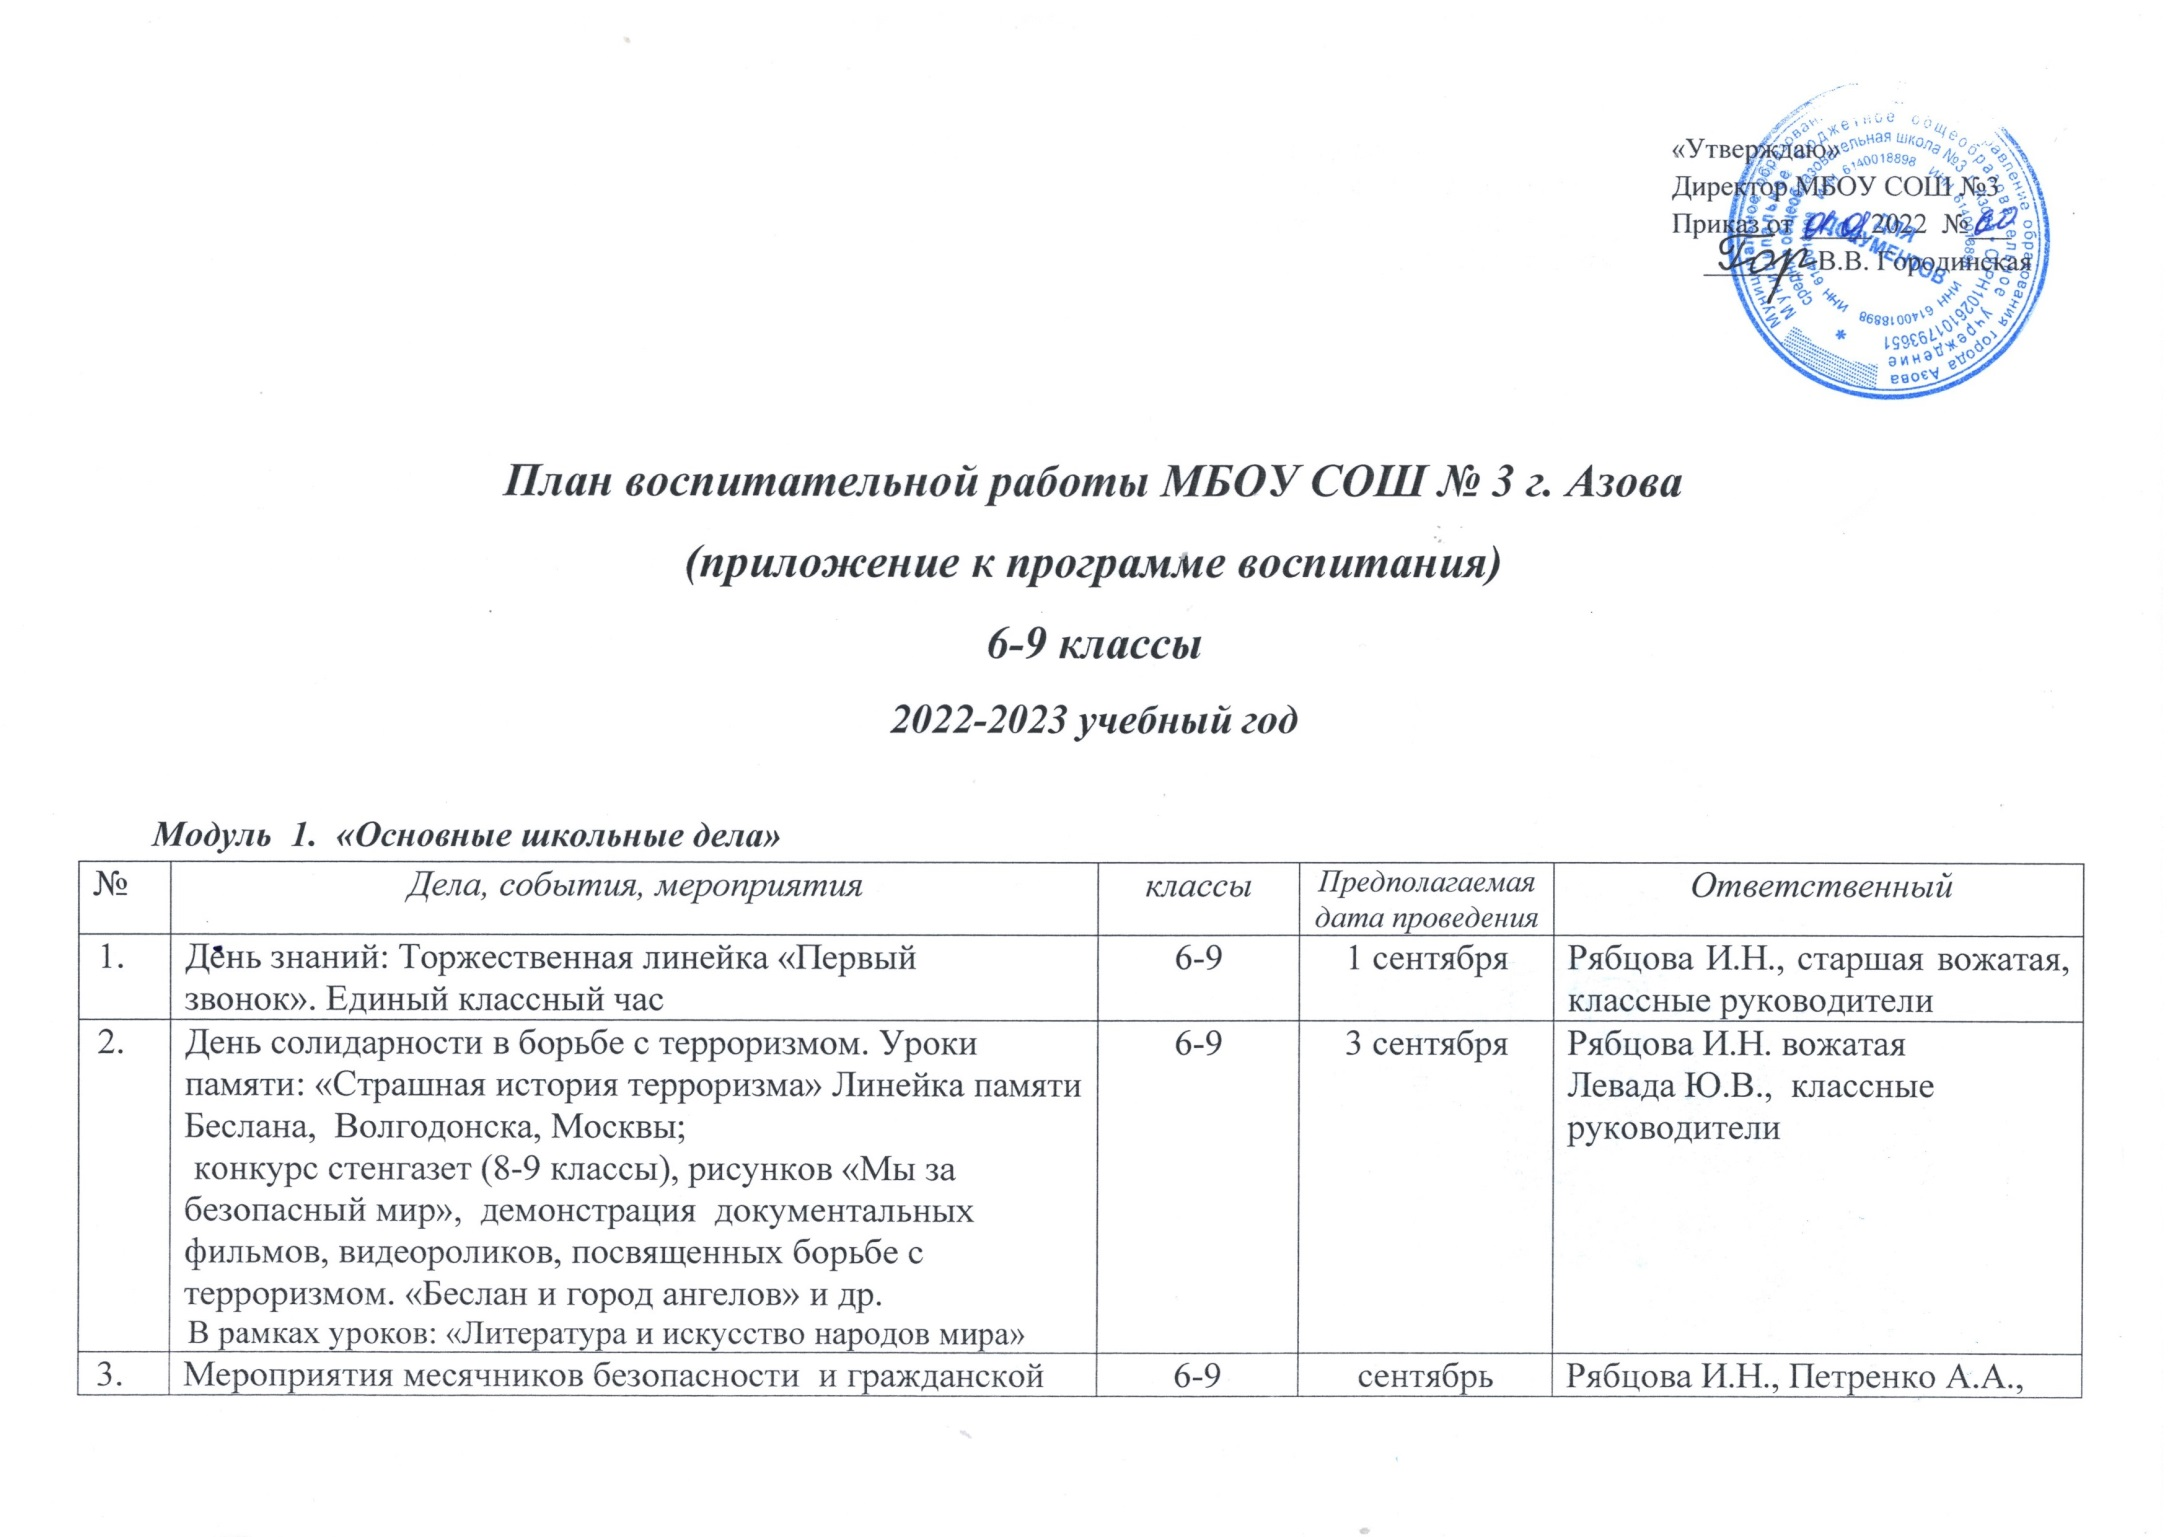 «Утверждаю»
Директор МБОУ СОШ №3
Приказ от 2022 №
В.В. Городинская
ДЛЯ
ДОКУМЕНТОВ
План воспитательной работы МБОУ СОШ № 3 г. Азова
(приложение к программе воспитания)
6-9 классы
2022-2023 учебный год
Модуль 1. «Основные школьные дела»
№ Дела, события, мероприятия классы Предполагаемая дата проведения Ответственный
1. День знаний: Торжественная линейка «Первый
звонок». Единый классный час
6-9
1 сентября
Рябцова И.Н., старшая вожатая,
классные руководители
2. День солидарности в борьбе с терроризмом. Уроки
памяти: «Страшная история терроризма» Линейка памяти
Беслана, Волгодонска, Москвы;
конкурс стенгазет (8-9 классы), рисунков «Мы за
безопасный мир», демонстрация документальных
фильмов, видеороликов, посвященных борьбе с
терроризмом. «Беслан и город ангелов» и др.
В рамках уроков: «Литература и искусство народов мира»
6-9
3 сентября
Рябцова И.Н. вожатая
Левада Ю.В., классные
руководители
3. Мероприятия месячников безопасности и гражданской
6-9
сентябрь
Рябцова И.Н., Петренко А.А.,